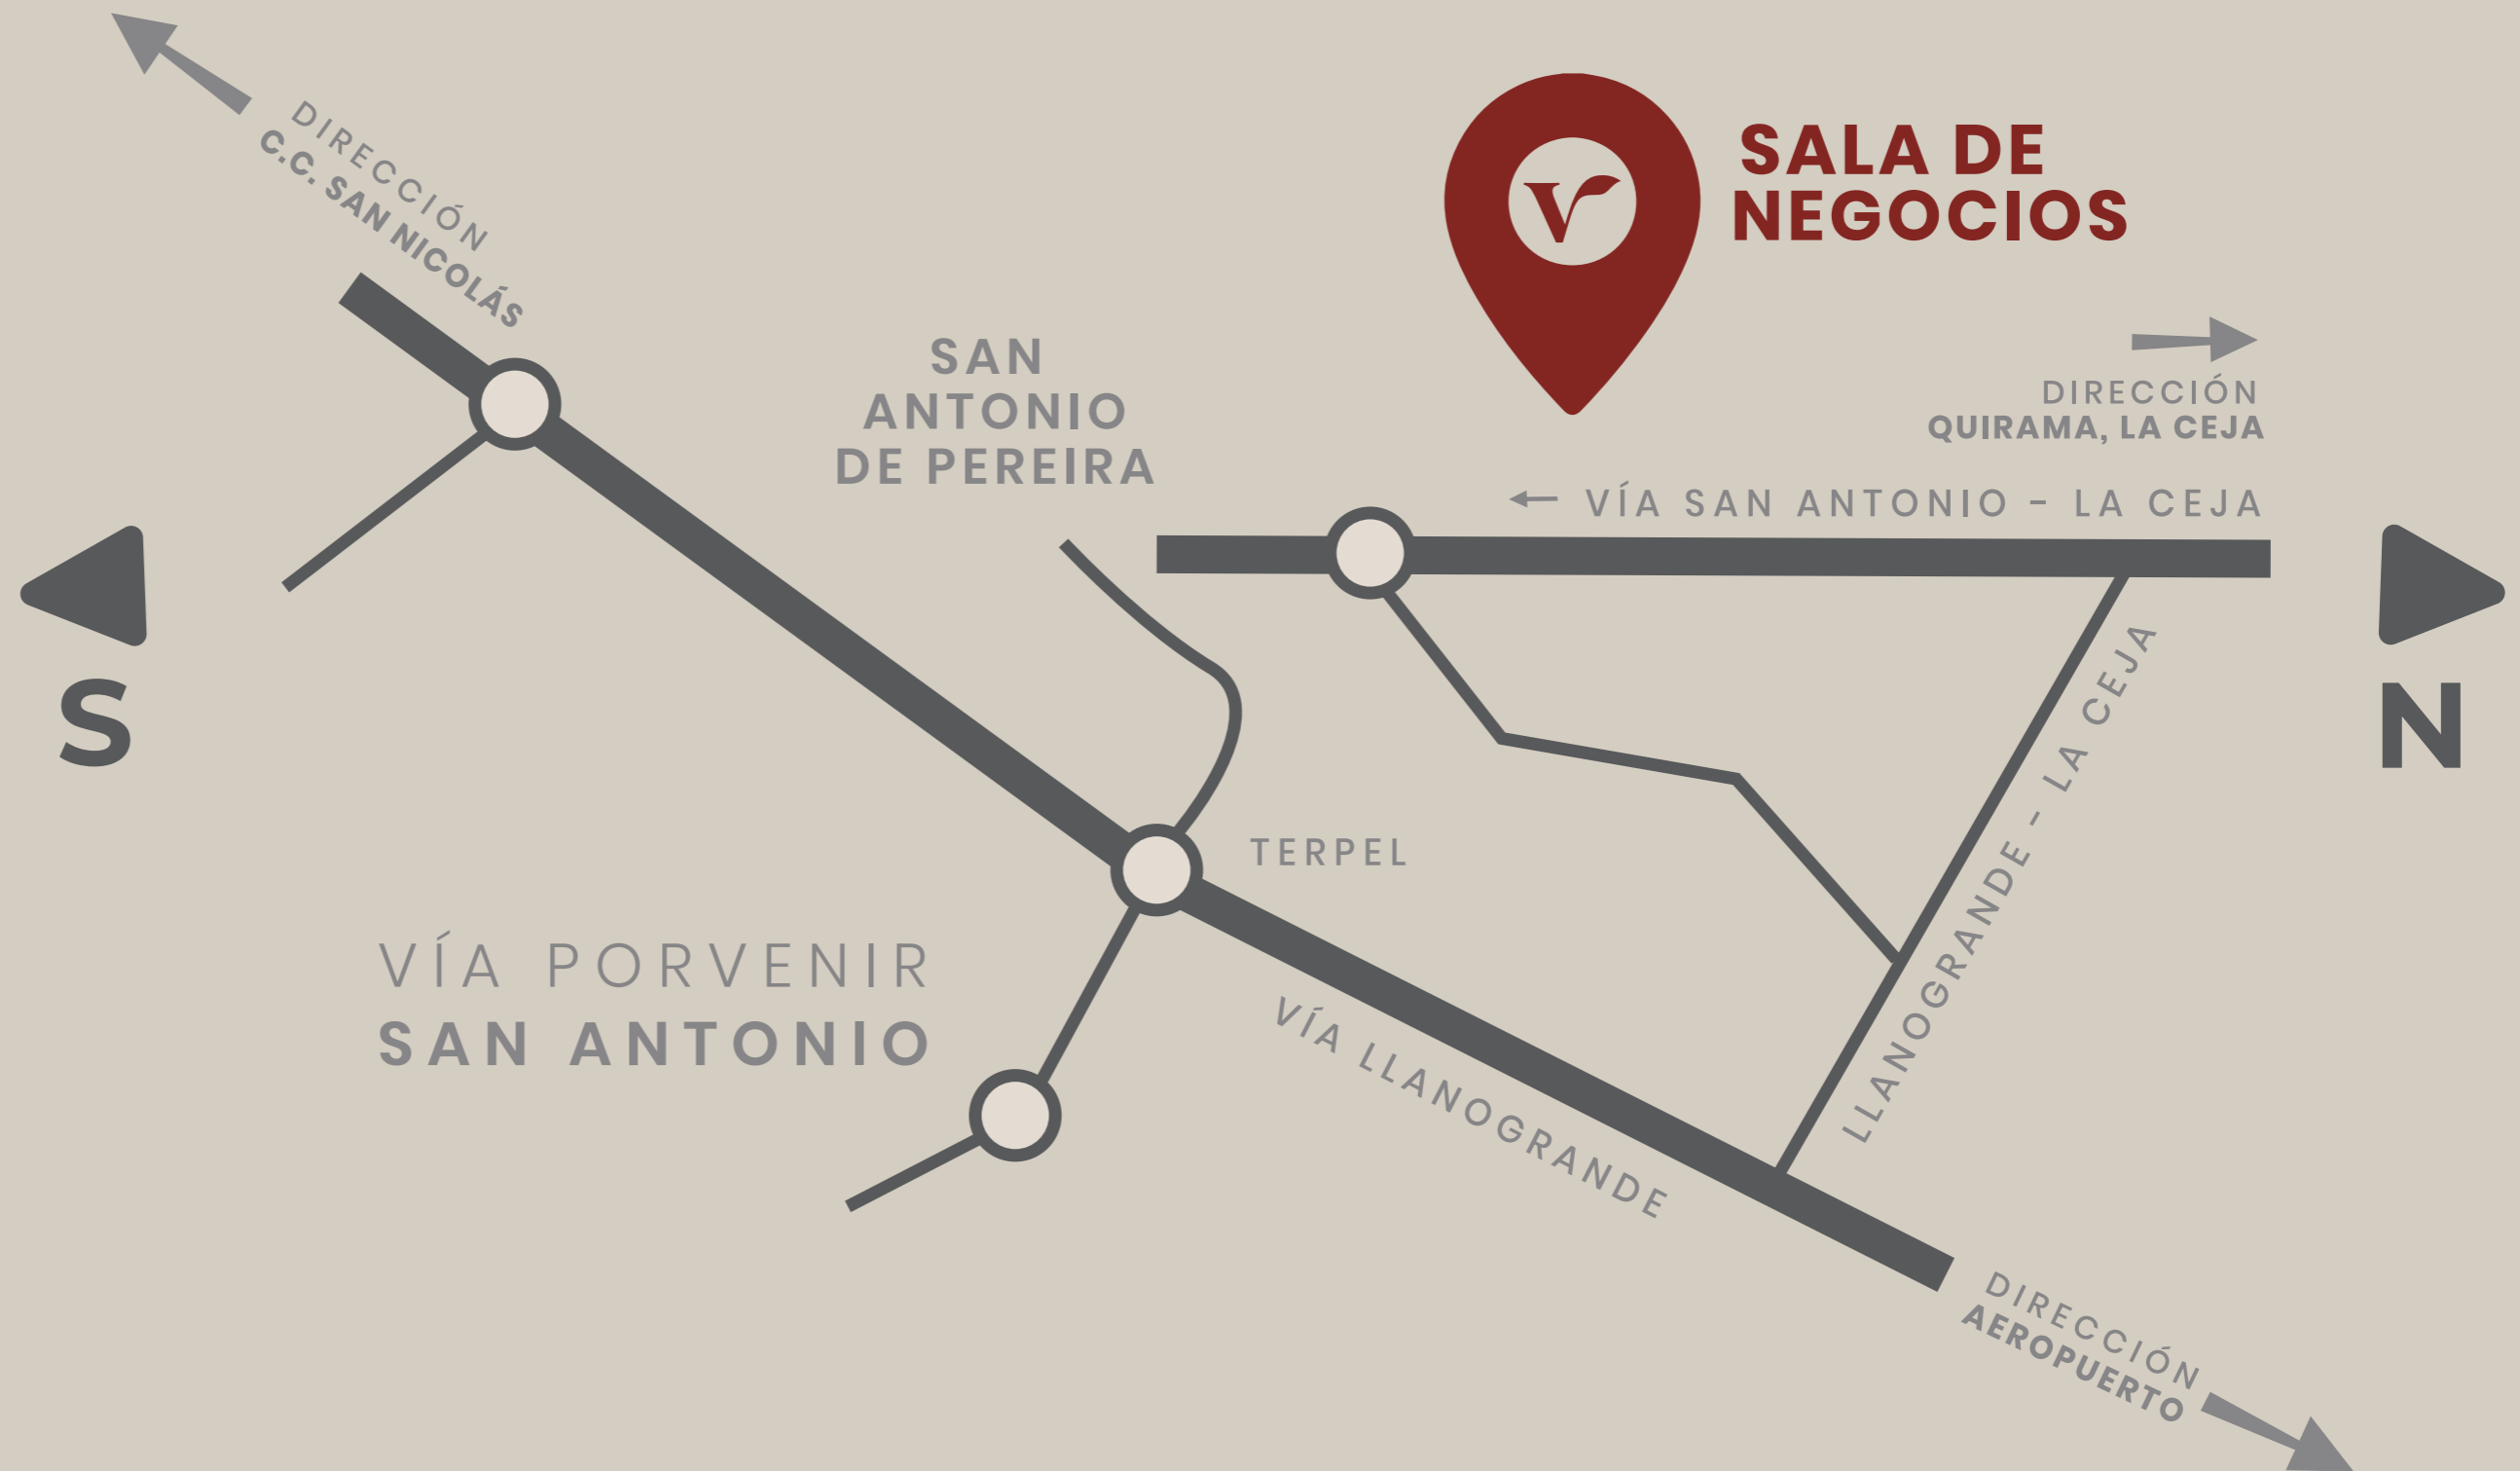 DIRECCIÓN
C.C. SAN NICOLÁS
SALA DE
NEGOCIOS
SAN
ANTONIO
DE PEREIRA
DIRECCIÓN
QUIRAMA, LA CEJA
VÍA SAN ANTONIO - LA CEJA
S
N
LLANOGRANDE - LA CEJA
TERPEL
VÍA PORVENIR
SAN ANTONIO
VÍA LLANOGRANDE
DIRECCIÓN
AEROPUERTO